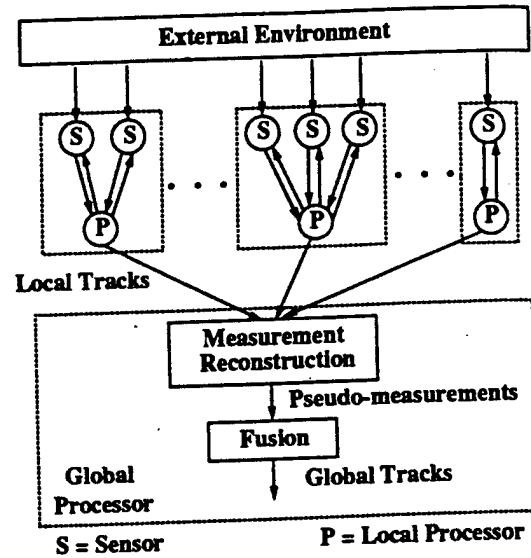 External Environment
S S S S S S
P P P
Local Tracks
Measurement
Reconstruction
Pseudo-measurements
Fusion
Global Tracks
Global
Processor
S = Sensor P = Local Processor